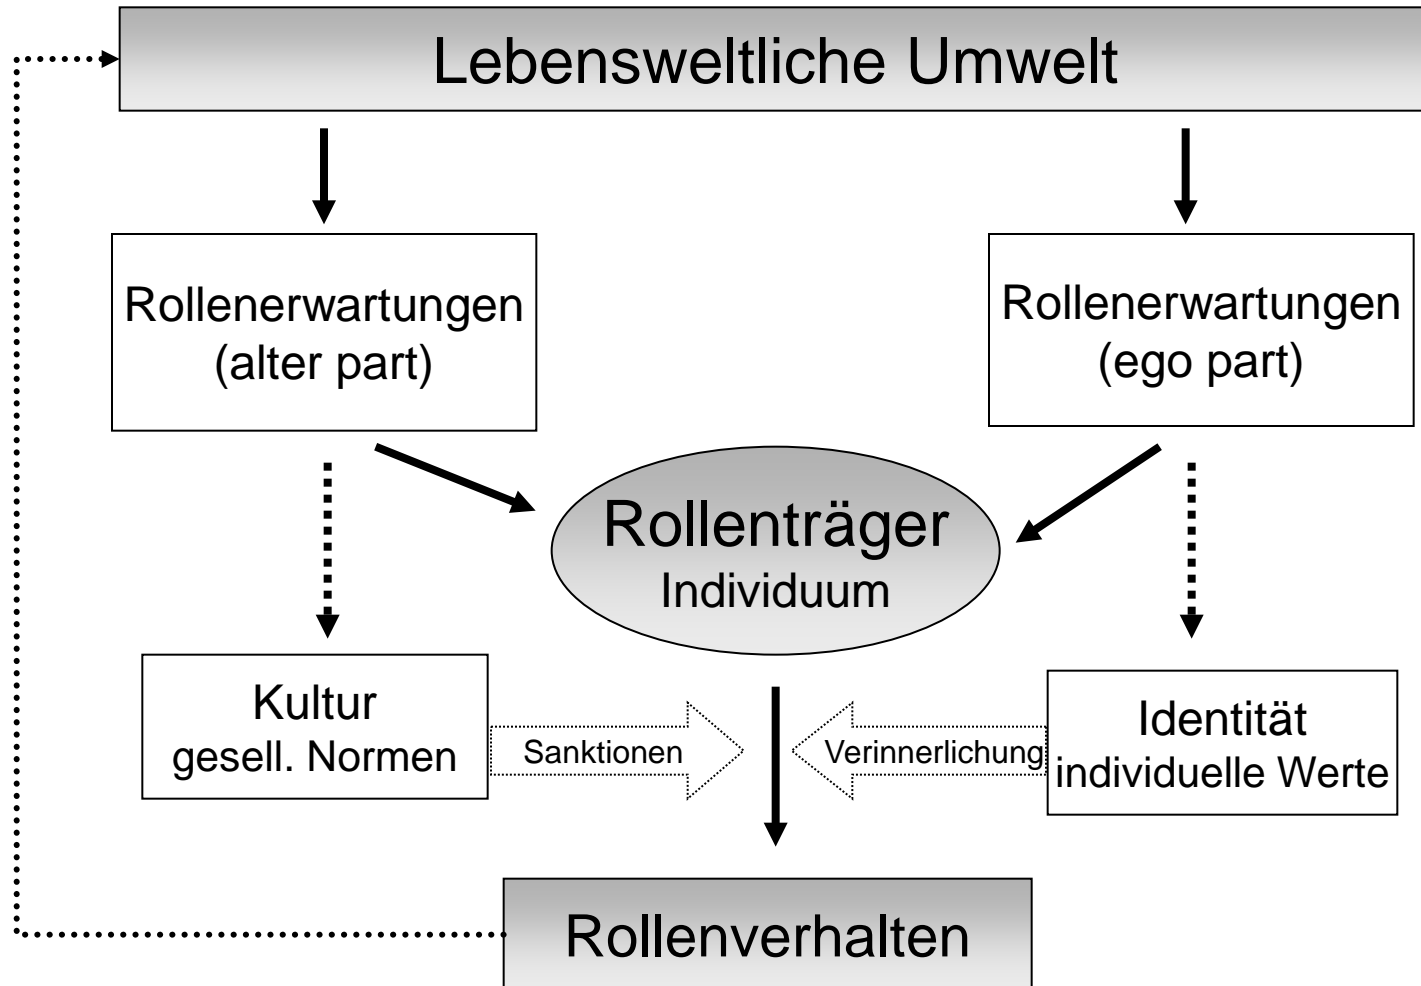 Lebensweltliche Umwelt
Rollenerwartungen
(alter part)
Rollenerwartungen
(ego part)
Rollenträger
Individuum
Kultur
gesell. Normen
Sanktionen
Verinnerlichung
Identität
individuelle Werte
Rollenverhalten